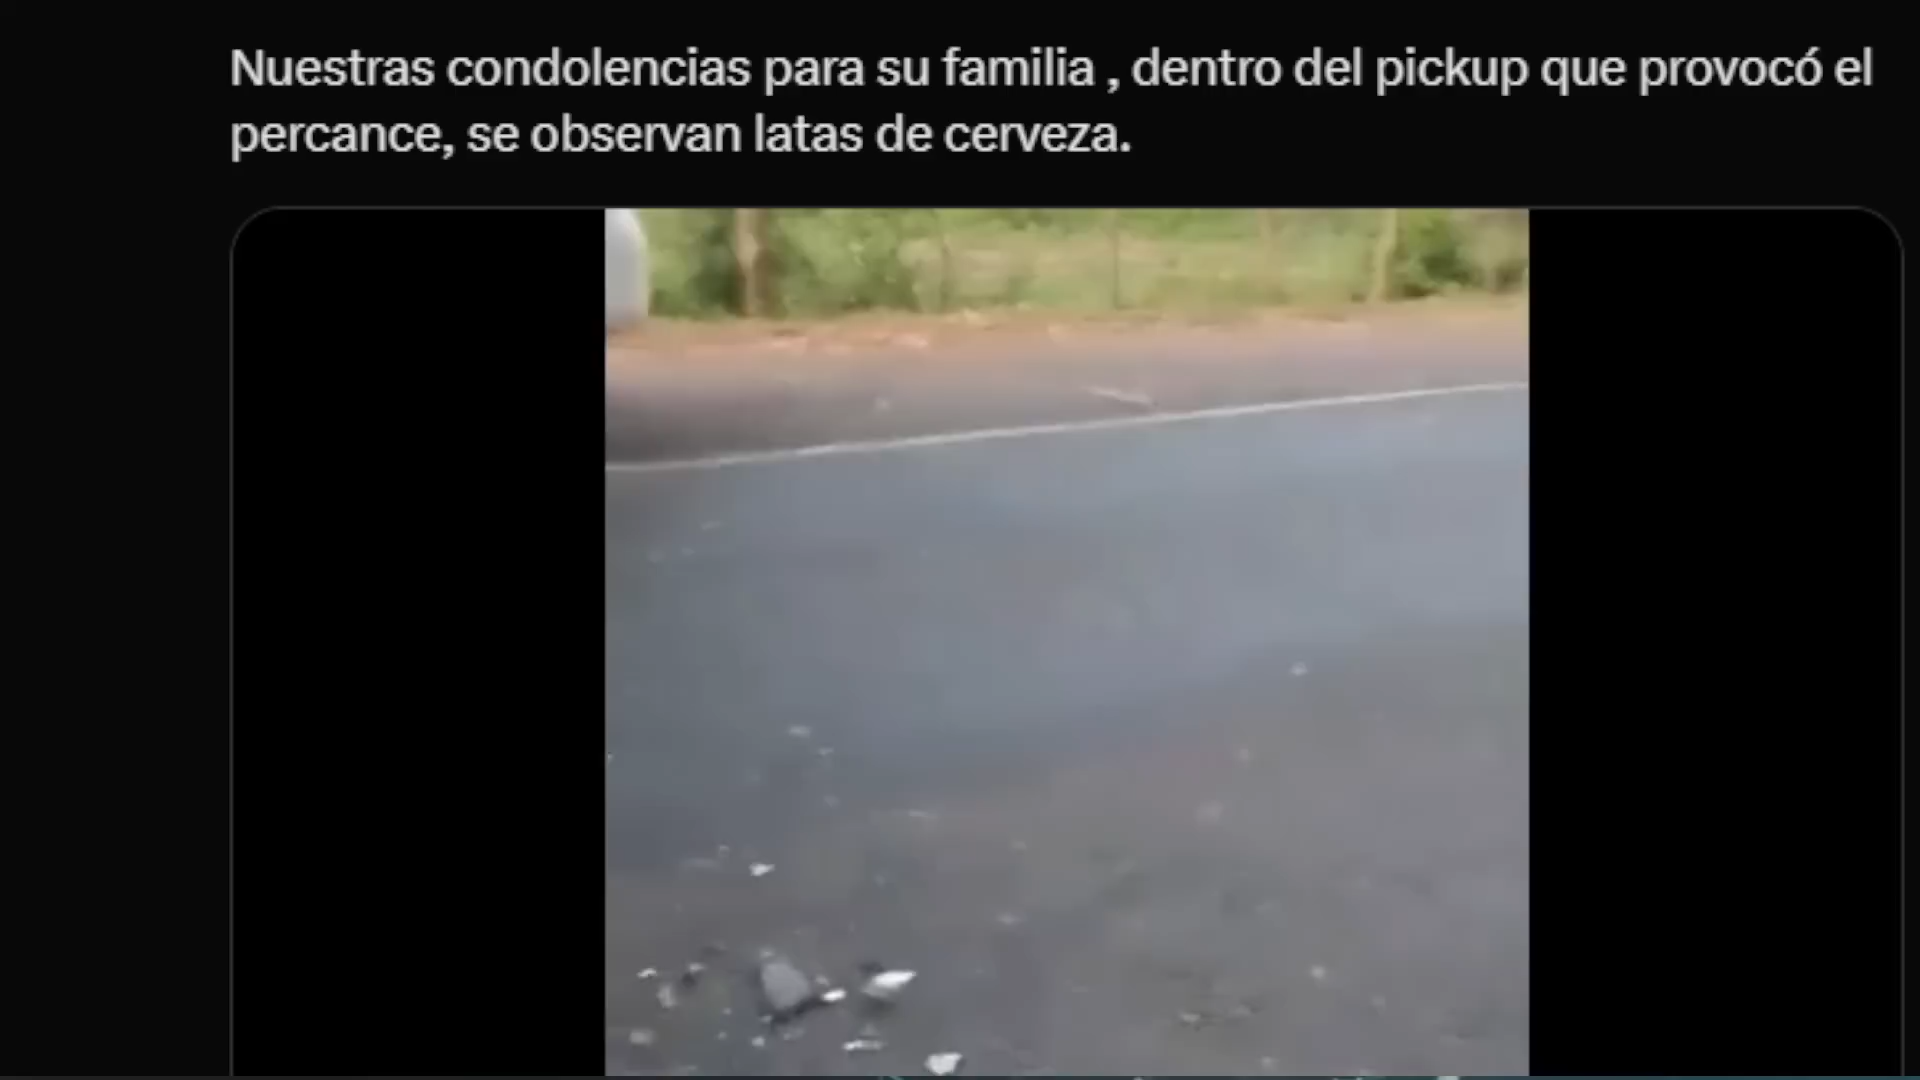 Nuestras condolencias para su familia , dentro del pickup que provocó el
percance, se observan latas de cerveza.